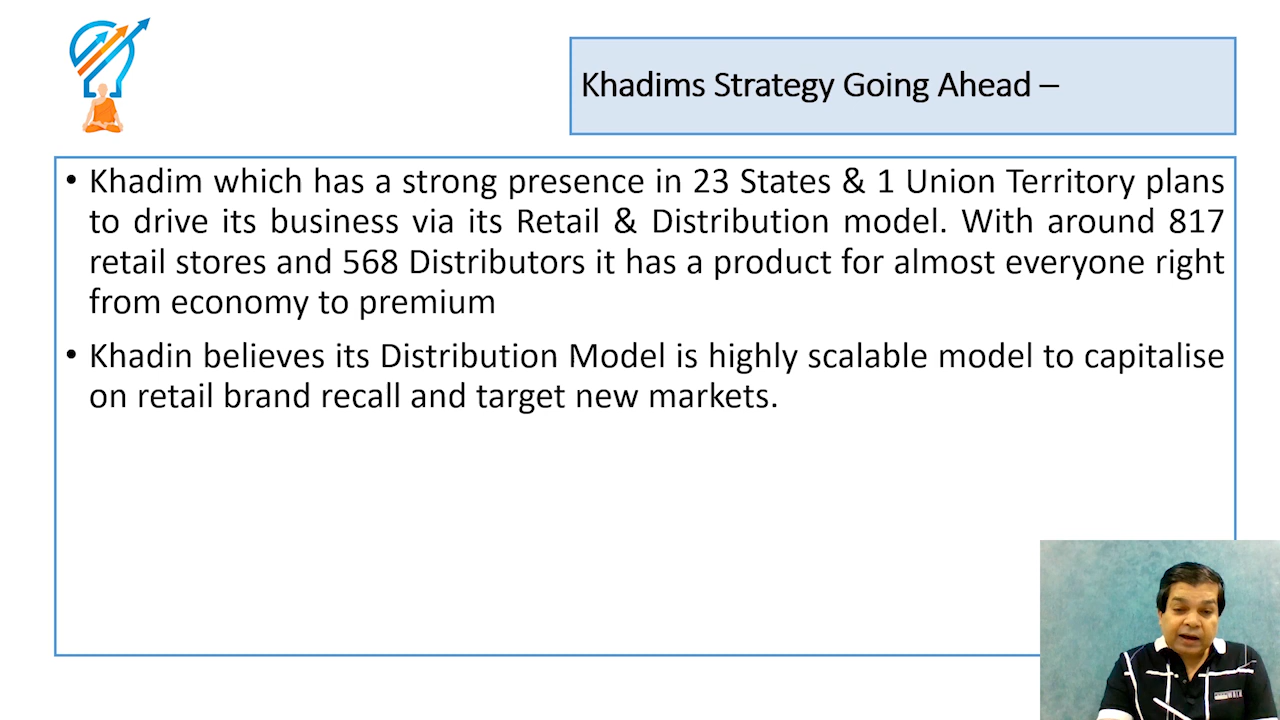 Khadims Strategy Going Ahead –
• Khadim which has a strong presence in 23 States & 1 Union Territory plans
to drive its business via its Retail & Distribution model. With around 817
retail stores and 568 Distributors it has a product for almost everyone right
from economy to premium
• Khadin believes its Distribution Model is highly scalable model to capitalise
on retail brand recall and target new markets.